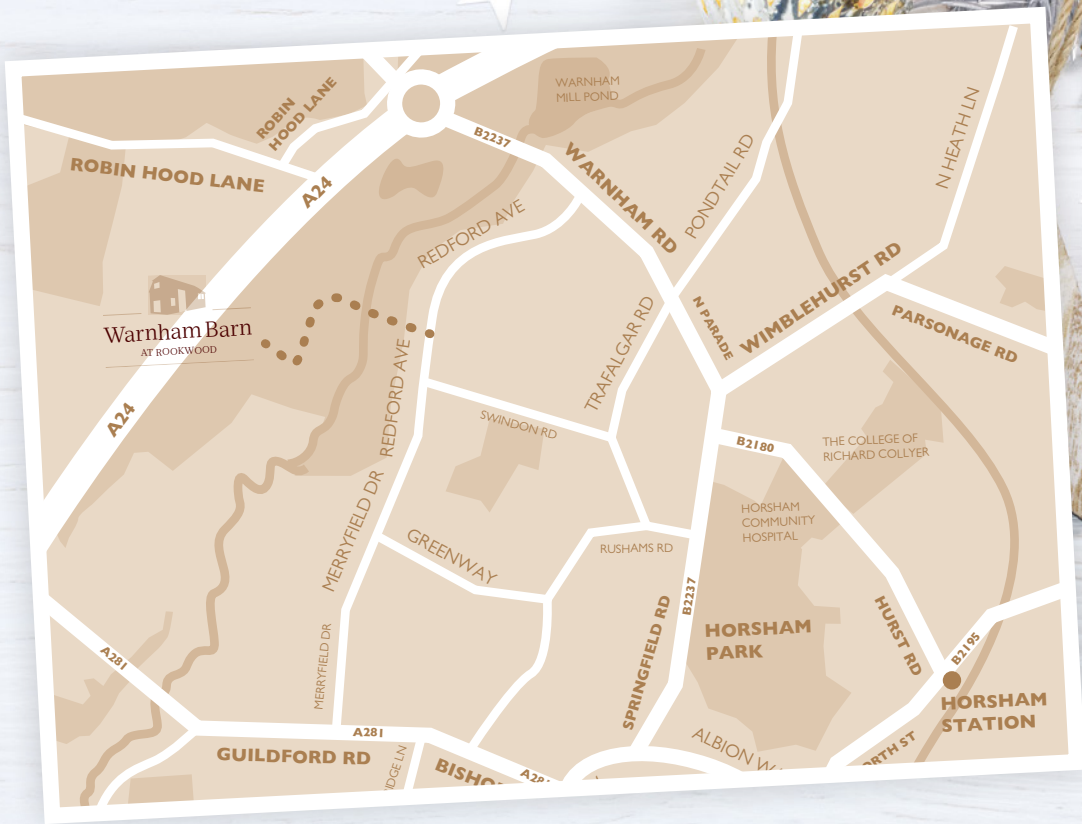 WARNHAM
MILL POND
ROBIN
HOOD LANE
B2237
ROBIN HOOD LANE
A24
WARNHAM RD
PONDTAIL RD
N HEATH LN
REDFORD AVE
Warnham Barn
AT ROOKWOOD
N PARADE
WIMBLEHURST RD
PARSONAGE RD
TRAFALGAR RD
REDFORD AVE
A24
SWINDON RD
B2180
THE COLLEGE OF
RICHARD COLLYER
MERRYFIELD DR
HORSHAM
COMMUNITY
HOSPITAL
GREENWAY
RUSHAMS RD
B2237
SPRINGFIELD RD
HORSHAM
PARK
HURST RD
B2195
MERRYFIELD DR
A281
HORSHAM
STATION
A281
GUILDFORD RD
ALBION